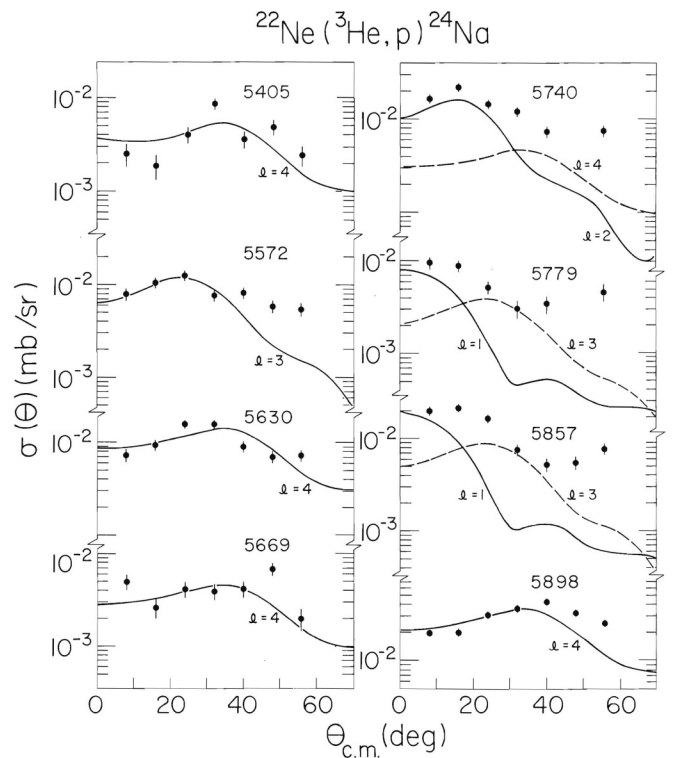 ²²Ne(³He,p)²⁴Na
σ(θ)(mb/sr)
10⁻²
10⁻³
5405
ℓ=4
10⁻²
10⁻³
5572
ℓ=3
10⁻²
5630
ℓ=4
10⁻²
10⁻³
5669
ℓ=4
0 20 40 60
10⁻²
5740
ℓ=4
ℓ=2
10⁻²
10⁻³
5779
ℓ=1
ℓ=3
10⁻²
10⁻³
5857
ℓ=1
ℓ=3
10⁻²
5898
ℓ=4
0 20 40 60
Θc.m.(deg)